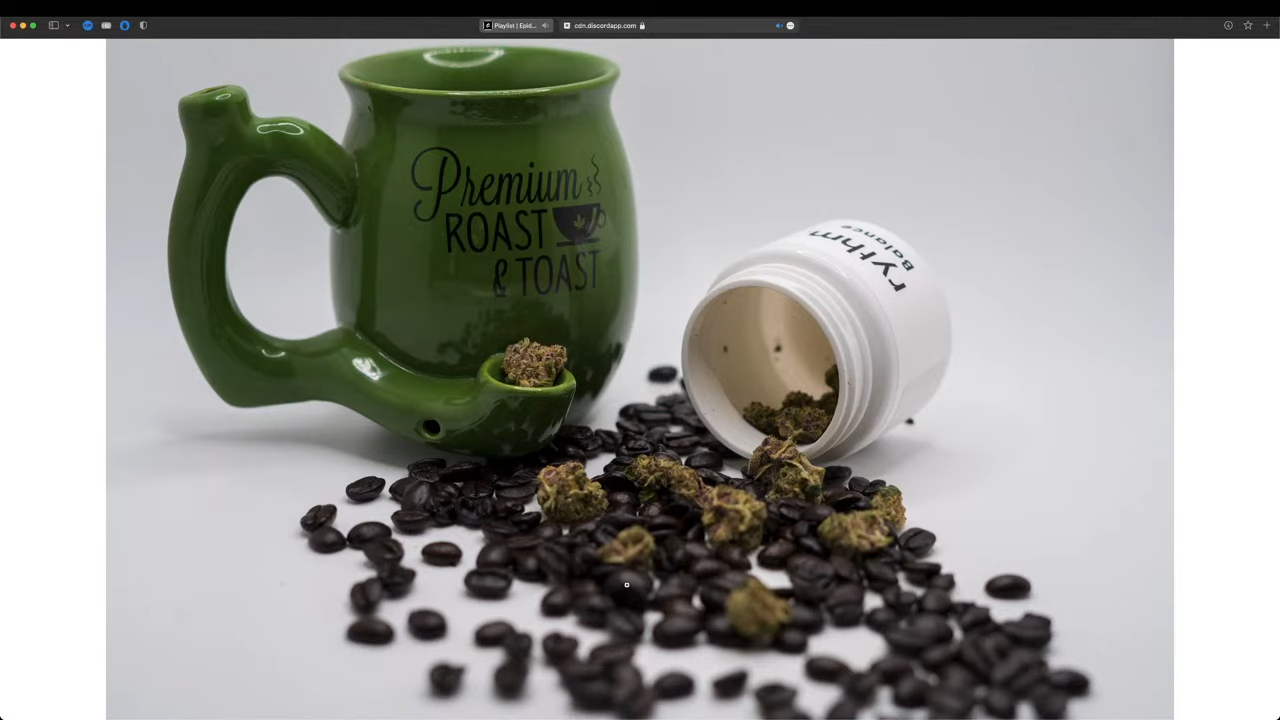 Playlist | Epid...
cdn.discordapp.com
Premium
ROAST
& TOAST
rythm
Balance